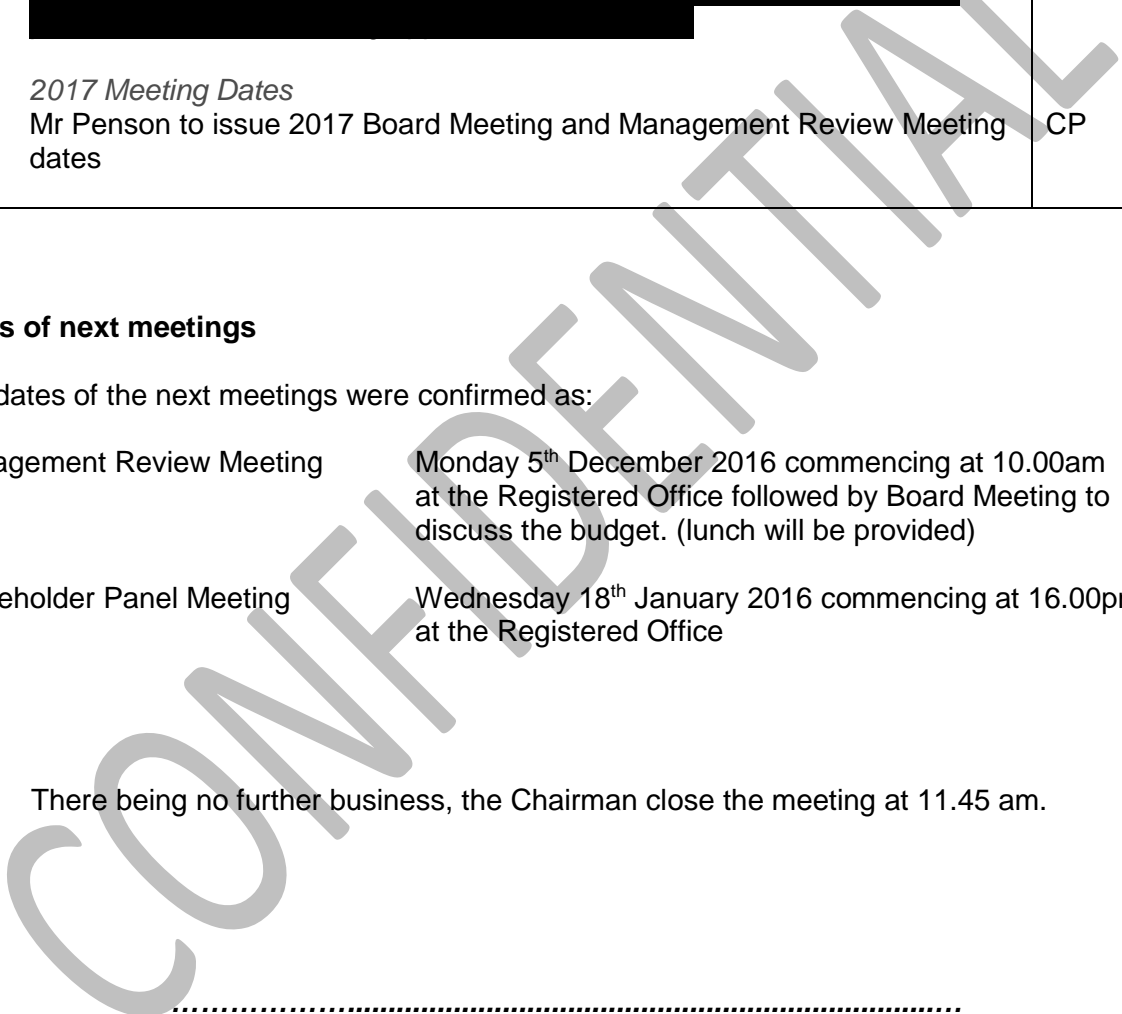 2017 Meeting Dates
Mr Penson to issue 2017 Board Meeting and Management Review Meeting CP
dates
s of next meetings
dates of the next meetings were confirmed as:
agement Review Meeting Monday 5th December 2016 commencing at 10.00am
at the Registered Office followed by Board Meeting to
discuss the budget. (lunch will be provided)
eholder Panel Meeting Wednesday 18th January 2016 commencing at 16.00p
at the Registered Office
There being no further business, the Chairman close the meeting at 11.45 am.
CONFIDENTIAL